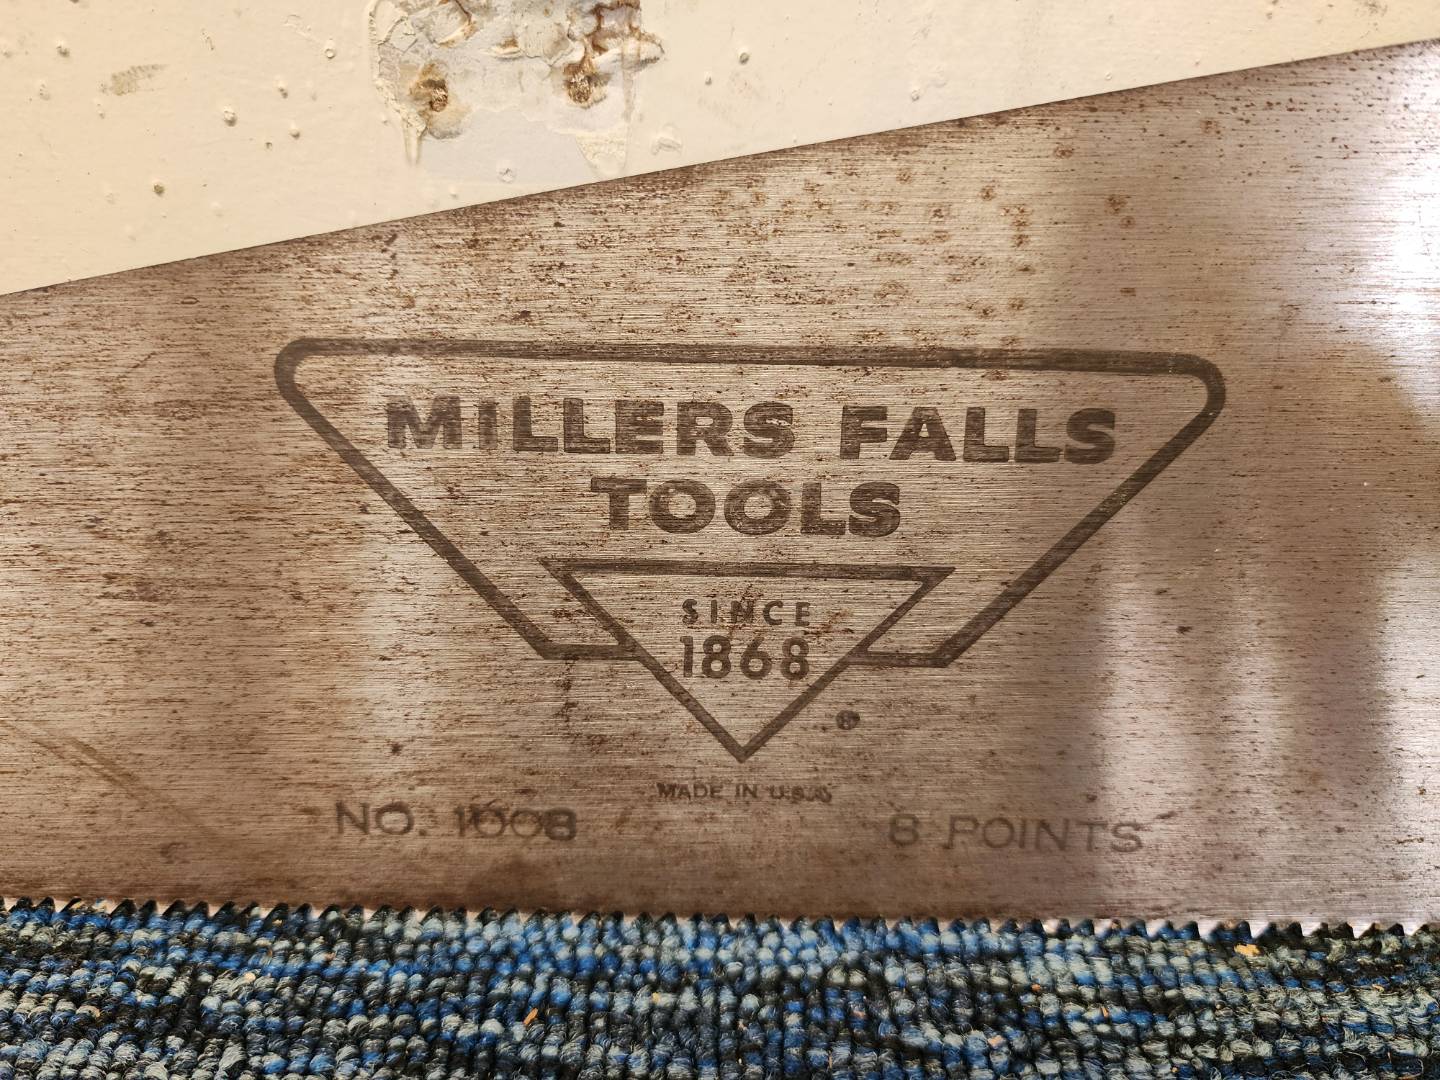 MILLERS FALLS
TOOLS
SINCE
1868
®
MADE IN U.S.A.
NO. 1008
8 POINTS